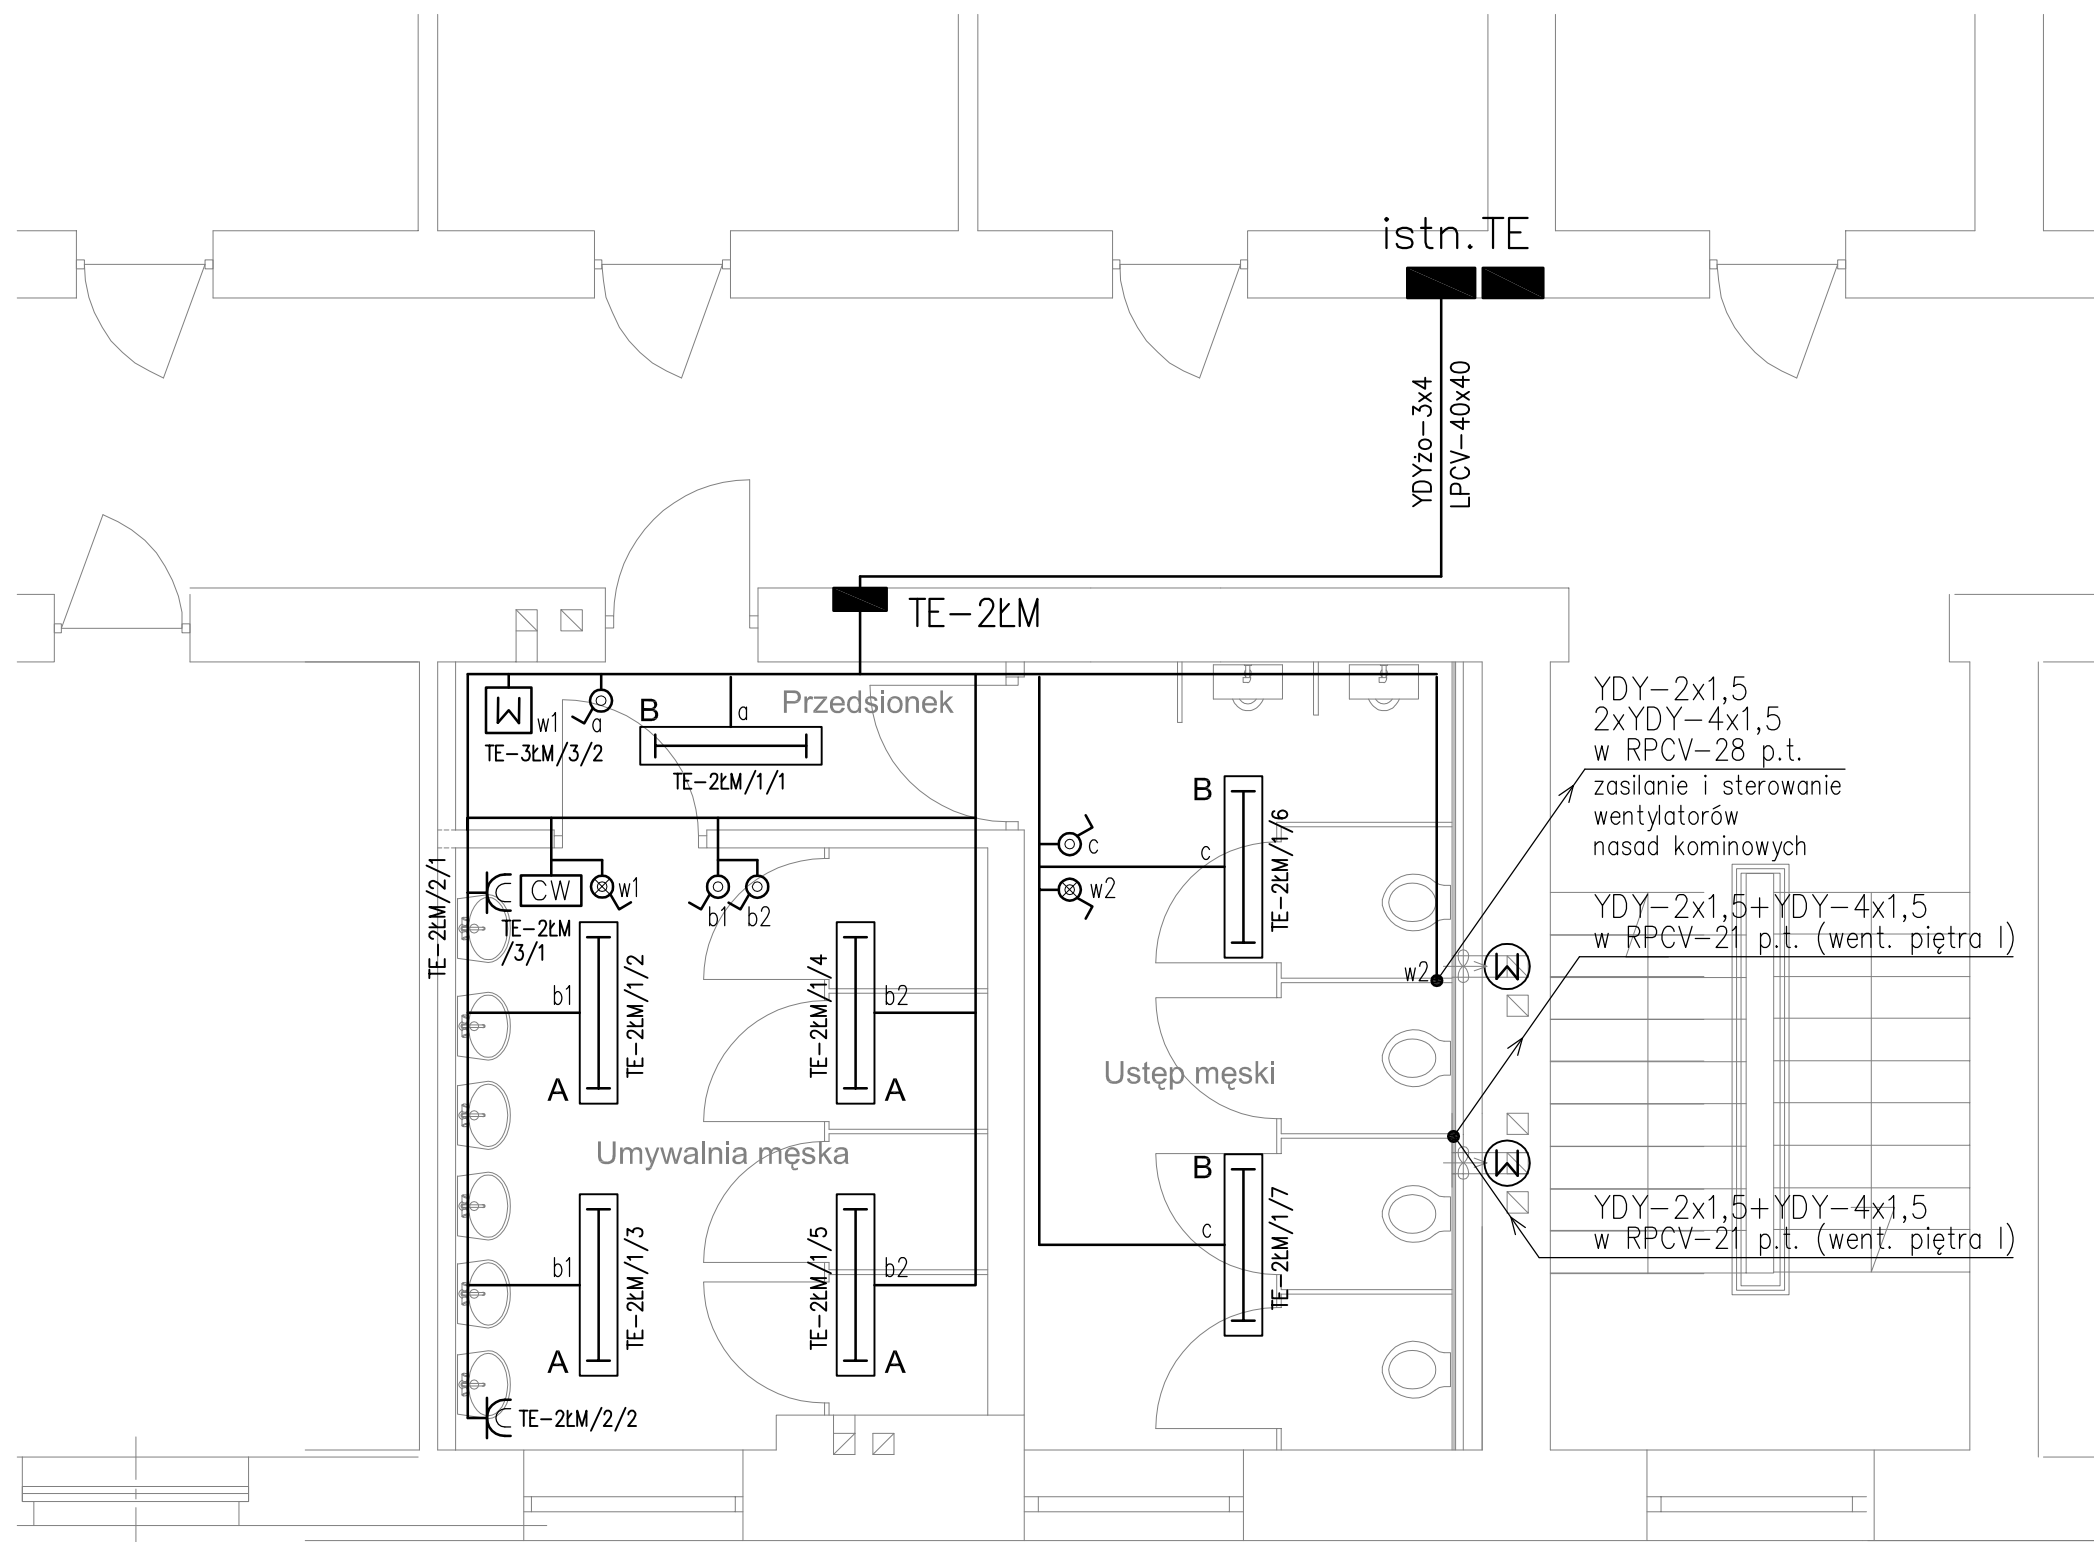 istn.TE
YDYżo-3x4
LPCV-40x40
TE-2ŁM
w1
a
TE-3ŁM/3/2
B
a
Przedsionek
TE-2ŁM/1/1
YDY-2x1,5
2xYDY-4x1,5
w RPCV-28 p.t.
zasilanie i sterowanie
wentylatorów
nasad kominowych
B
c
c
w2
TE-2ŁM/1/6
TE-2ŁM/2/1
CW
w1
b1
b2
TE-2ŁM
/3/1
YDY-2x1,5+YDY-4x1,5
w RPCV-21 p.t. (went. piętra I)
w2
b1
TE-2ŁM/1/2
A
TE-2ŁM/1/4
b2
A
Ustęp męski
Umywalnia męska
B
c
TE-2ŁM/1/7
YDY-2x1,5+YDY-4x1,5
w RPCV-21 p.t. (went. piętra I)
b1
TE-2ŁM/1/3
A
TE-2ŁM/1/5
b2
A
TE-2ŁM/2/2